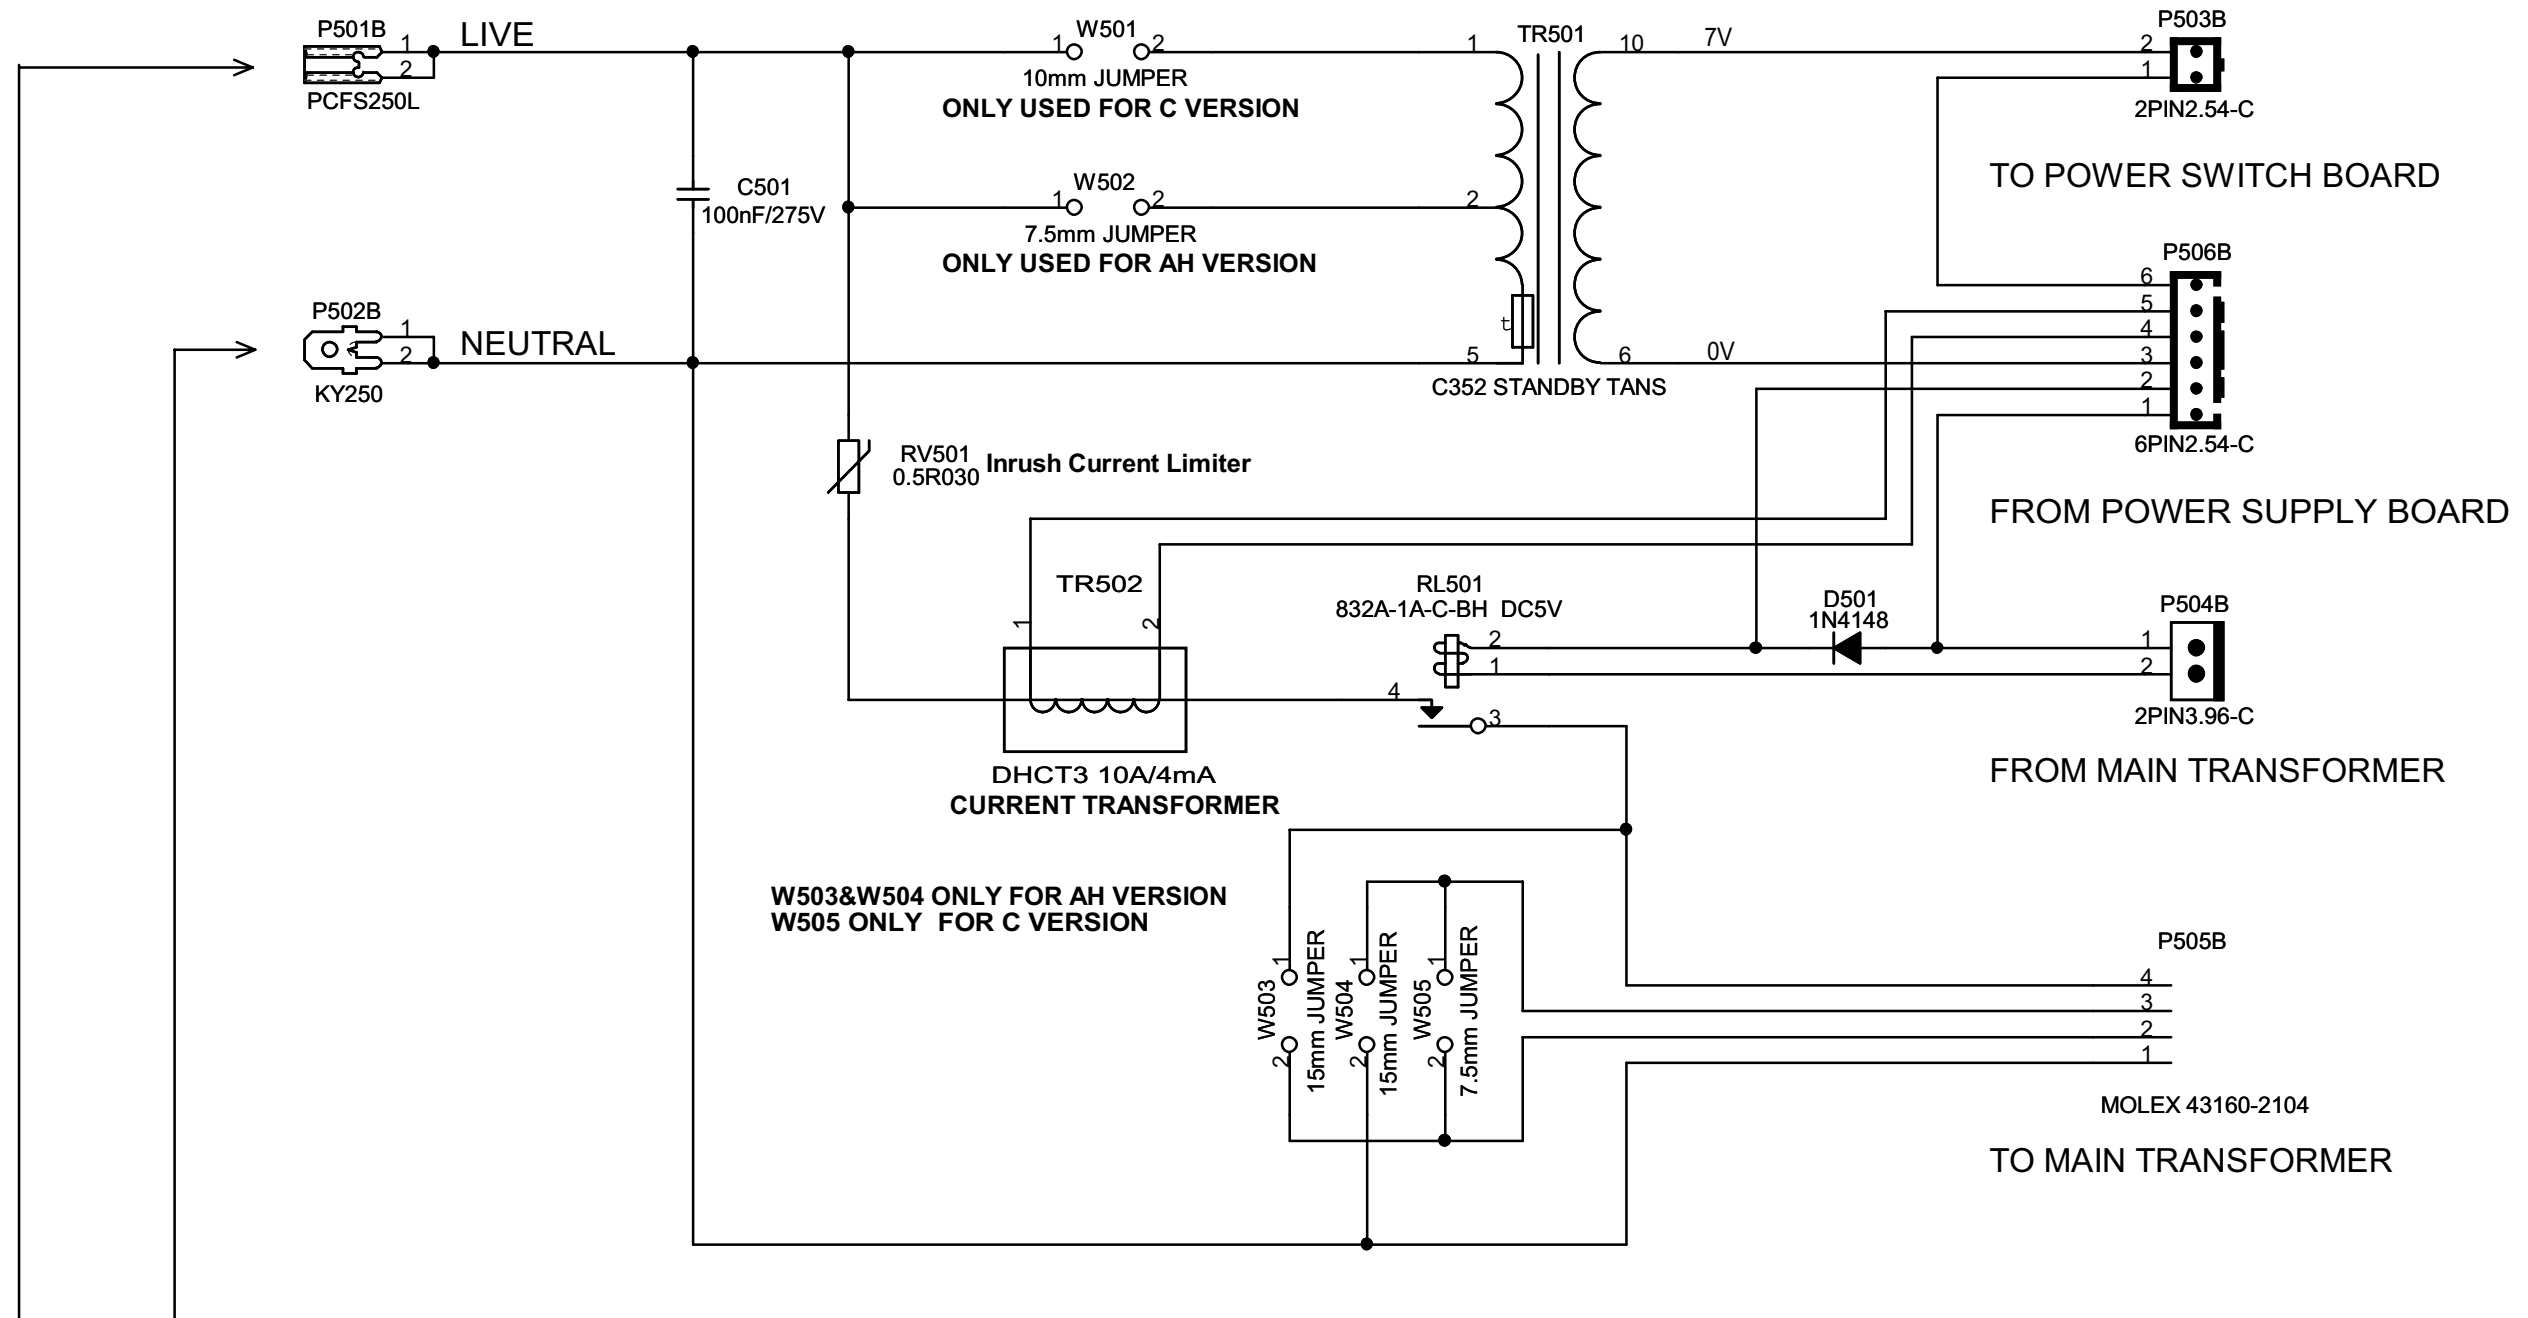 P501B
1
2
PCFS250L
LIVE
W501
1
2
10mm JUMPER
ONLY USED FOR C VERSION
C501
100nF/275V
W502
1
2
7.5mm JUMPER
ONLY USED FOR AH VERSION
TR501
1
2
5
10
6
t
7V
0V
C352 STANDBY TANS
P503B
2
1
2PIN2.54-C
TO POWER SWITCH BOARD
P506B
6
5
4
3
2
1
6PIN2.54-C
FROM POWER SUPPLY BOARD
P502B
1
2
KY250
NEUTRAL
RV501
0.5R030
Inrush Current Limiter
TR502
1
2
DHCT3 10A/4mA
CURRENT TRANSFORMER
RL501
832A-1A-C-BH DC5V
2
1
4
3
D501
1N4148
P504B
1
2
2PIN3.96-C
FROM MAIN TRANSFORMER
W503&W504 ONLY FOR AH VERSION
W505 ONLY FOR C VERSION
W503
1
2
15mm JUMPER
W504
1
2
15mm JUMPER
W505
1
2
7.5mm JUMPER
P505B
4
3
2
1
MOLEX 43160-2104
TO MAIN TRANSFORMER